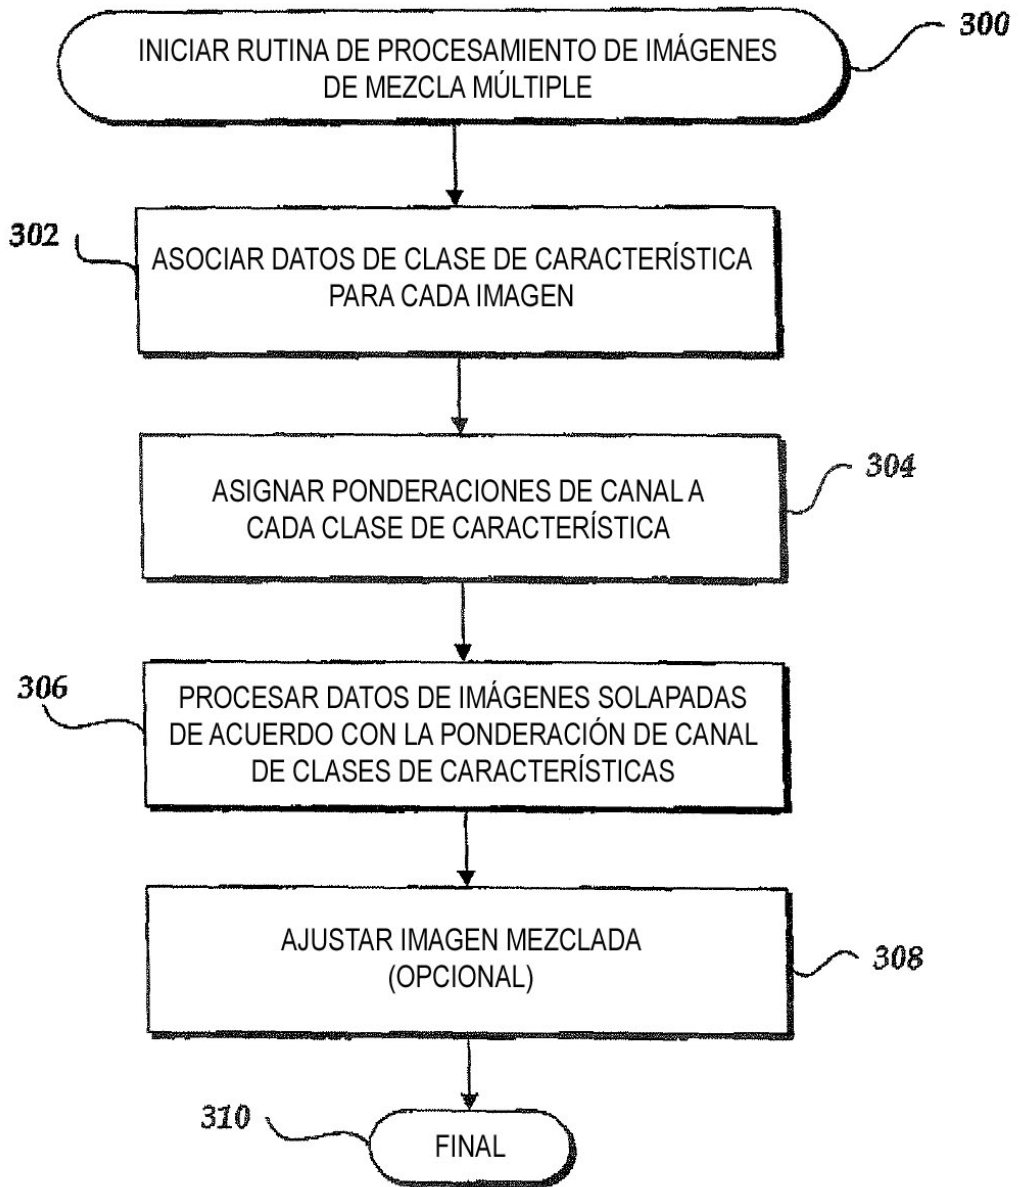 INICIAR RUTINA DE PROCESAMIENTO DE IMÁGENES
DE MEZCLA MÚLTIPLE
300
302
ASOCIAR DATOS DE CLASE DE CARACTERÍSTICA
PARA CADA IMAGEN
304
ASIGNAR PONDERACIONES DE CANAL A
CADA CLASE DE CARACTERÍSTICA
306
PROCESAR DATOS DE IMÁGENES SOLAPADAS
DE ACUERDO CON LA PONDERACIÓN DE CANAL
DE CLASES DE CARACTERÍSTICAS
AJUSTAR IMAGEN MEZCLADA
(OPCIONAL)
308
310
FINAL